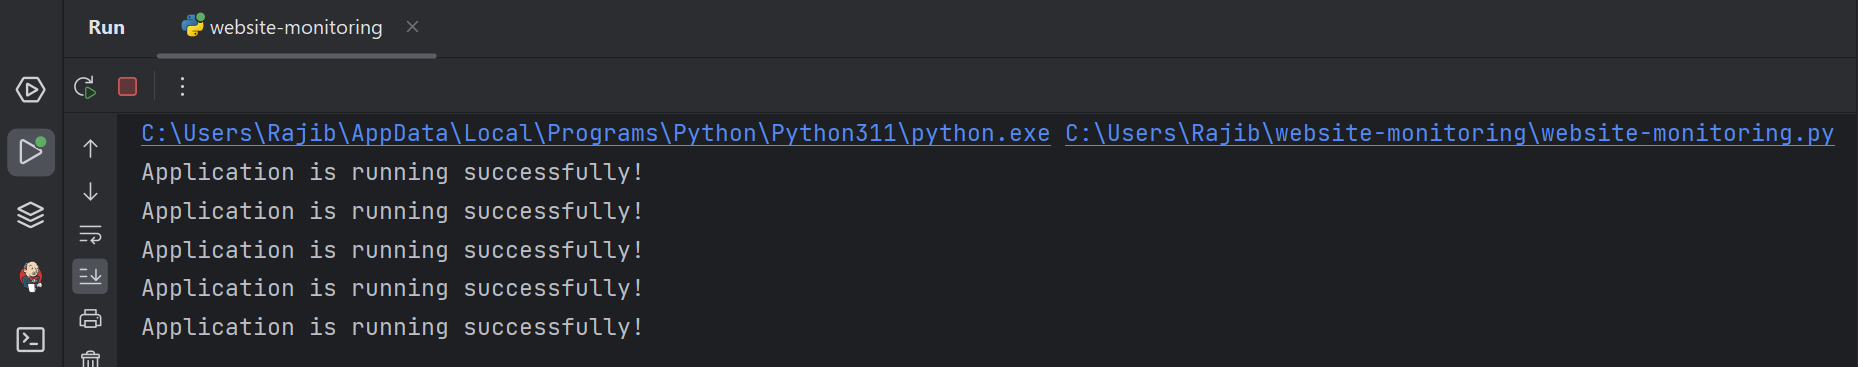 Run website-monitoring
C:\Users\Rajib\AppData\Local\Programs\Python\Python311\python.exe C:\Users\Rajib\website-monitoring\website-monitoring.py
Application is running successfully!
Application is running successfully!
Application is running successfully!
Application is running successfully!
Application is running successfully!